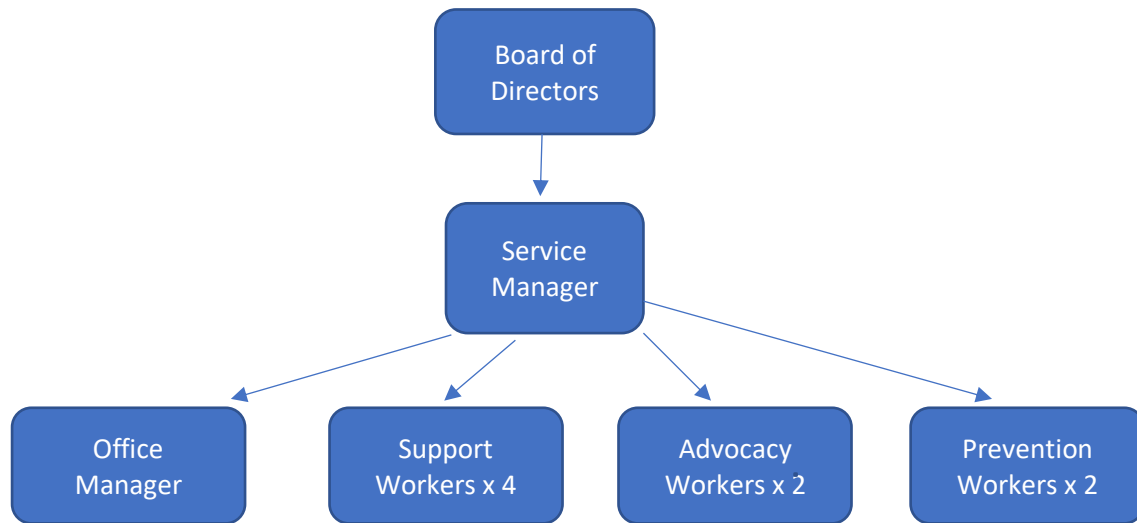 Board of
Directors
Service
Manager
Office
Manager
Support
Workers x 4
Advocacy
Workers x 2
Prevention
Workers x 2